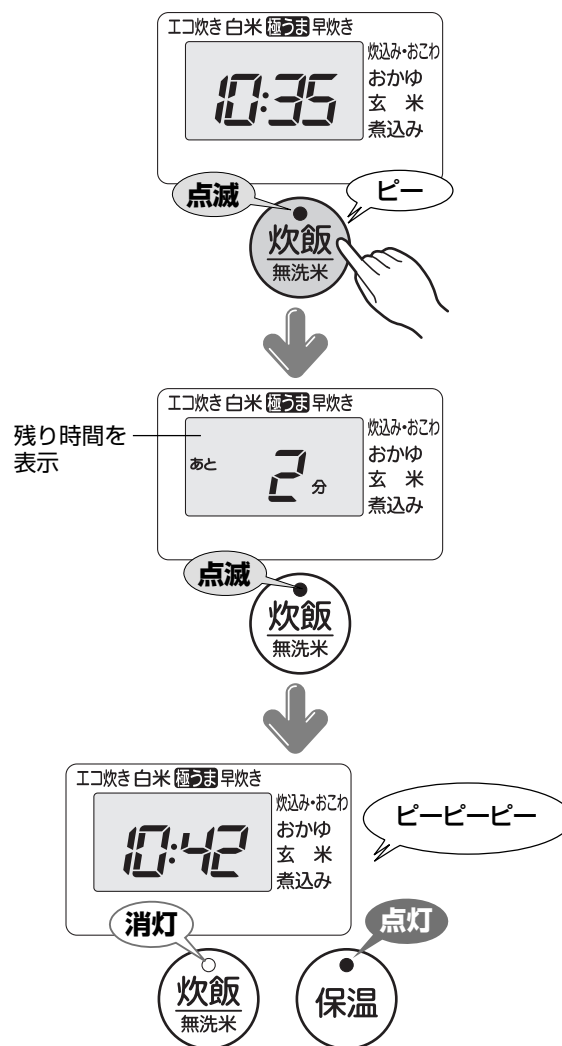 エコ炊き 白米 極うま 早炊き
炊込み・おこわ
10:35
おかゆ
玄 米
煮込み
点滅
ピー
炊飯
無洗米
エコ炊き 白米 極うま 早炊き
炊込み・おこわ
残り時間を
表示
あと 2 分
おかゆ
玄 米
煮込み
点滅
炊飯
無洗米
エコ炊き 白米 極うま 早炊き
炊込み・おこわ
10:42
おかゆ
玄 米
煮込み
ピーピーピー
消灯
点灯
炊飯
無洗米
保温